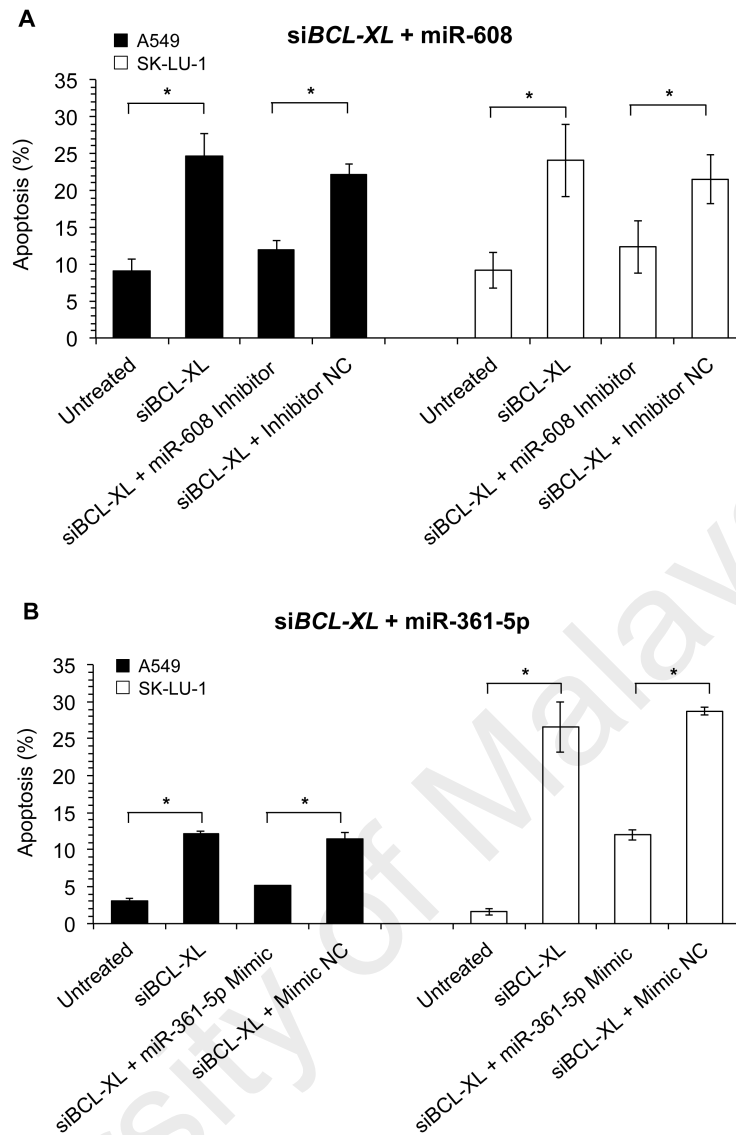 A
siBCL-XL + miR-608
A549
SK-LU-1
35
30
25
20
15
10
5
0
Apoptosis (%)
*
*
*
*
Untreated
siBCL-XL
siBCL-XL + miR-608 Inhibitor
siBCL-XL + Inhibitor NC
Untreated
siBCL-XL
siBCL-XL + miR-608 Inhibitor
siBCL-XL + Inhibitor NC
B
siBCL-XL + miR-361-5p
A549
SK-LU-1
35
30
25
20
15
10
5
0
Apoptosis (%)
*
*
*
*
Untreated
siBCL-XL
siBCL-XL + miR-361-5p Mimic
siBCL-XL + Mimic NC
Untreated
siBCL-XL
siBCL-XL + miR-361-5p Mimic
siBCL-XL + Mimic NC
of